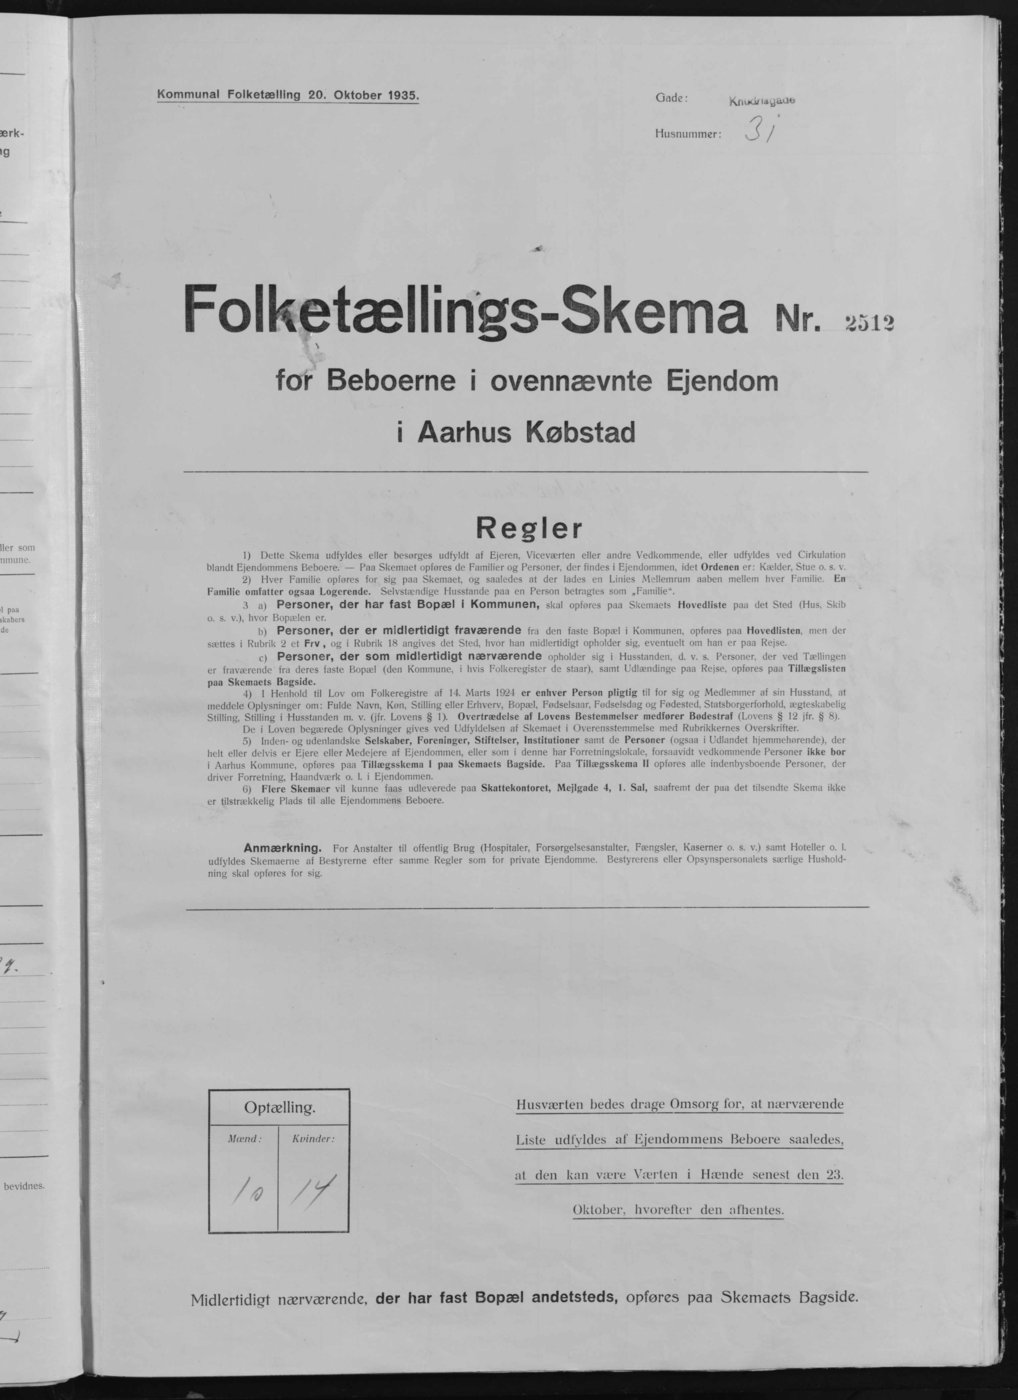 Kommunal Folketælling 20. Oktober 1935.
Gade: Knudrisgade
Husnummer: 3i
Folketællings-Skema Nr. 2512
for Beboerne i ovennævnte Ejendom
i Aarhus Købstad
Regler
1) Dette Skema udfyldes eller besørges udfyldt af Ejeren, Viceværten eller andre Vedkommende, eller udfyldes ved Cirkulation
blandt Ejendommens Beboere. — Paa Skemaet opføres de Familier og Personer, der findes i Ejendommen, idet Ordenen er: Kælder, Stue o. s. v.
2) Hver Familie opføres for sig paa Skemaet, og saaledes at der lades en Linies Mellemrum aaben mellem hver Familie. En
Familie omfatter ogsaa Logerende. Selvstændige Husstande paa en Person betragtes som „Familie“.
3 a) Personer, der har fast Bopæl i Kommunen, skal opføres paa Skemaets Hovedliste paa det Sted (Hus, Skib
o. s. v.), hvor Bopælen er.
b) Personer, der er midlertidigt fraværende fra den faste Bopæl i Kommunen, opføres paa Hovedlisten, men der
sættes i Rubrik 2 et Frv, og i Rubrik 18 angives det Sted, hvor han midlertidigt opholder sig, eventuelt om han er paa Rejse.
c) Personer, der som midlertidigt nærværende opholder sig i Husstanden, d. v. s. Personer, der ved Tællingen
er fraværende fra deres faste Bopæl (den Kommune, i hvis Folkeregister de staar), samt Udlændinge paa Rejse, opføres paa Tillægslisten
paa Skemaets Bagside.
4) I Henhold til Lov om Folkeregistre af 14. Marts 1924 er enhver Person pligtig til for sig og Medlemmer af sin Husstand, at
meddele Oplysninger om: Fulde Navn, Køn, Stilling eller Erhverv, Bopæl, Fødselsaar, Fødselsdag og Fødested, Statsborgerforhold, ægteskabelig
Stilling, Stilling i Husstanden m. v. (jfr. Lovens § 1). Overtrædelse af Lovens Bestemmelser medfører Bødestraf (Lovens § 12 jfr. § 8).
De i Loven begærede Oplysninger gives ved Udfyldelsen af Skemaet i Overensstemmelse med Rubrikkernes Overskrifter.
5) Inden- og udenlandske Selskaber, Foreninger, Stiftelser, Institutioner samt de Personer (ogsaa i Udlandet hjemmehørende), der
helt eller delvis er Ejere eller Medejere af Ejendommen, eller som i denne har Forretningslokale, forsaavidt vedkommende Personer ikke bor
i Aarhus Kommune, opføres paa Tillægsskema I paa Skemaets Bagside. Paa Tillægsskema II opføres alle indenbysboende Personer, der
driver Forretning, Haandværk o. l. i Ejendommen.
6) Flere Skemaer vil kunne faas udleverede paa Skattekontoret, Mejlgade 4, 1. Sal, saafremt der paa det tilsendte Skema ikke
er tilstrækkelig Plads til alle Ejendommens Beboere.
Anmærkning. For Anstalter til offentlig Brug (Hospitaler, Forsørgelsesanstalter, Fængsler, Kaserner o. s. v.) samt Hoteller o. l.
udfyldes Skemaerne af Bestyrerne efter samme Regler som for private Ejendomme. Bestyrerens eller Opsynspersonalets særlige Hushold-
ning skal opføres for sig.
Optælling.
Mænd: Kvinder:
10 14
Husværten bedes drage Omsorg for, at nærværende
Liste udfyldes af Ejendommens Beboere saaledes,
at den kan være Værten i Hænde senest den 23.
Oktober, hvorefter den afhentes.
Midlertidigt nærværende, der har fast Bopæl andetsteds, opføres paa Skemaets Bagside.